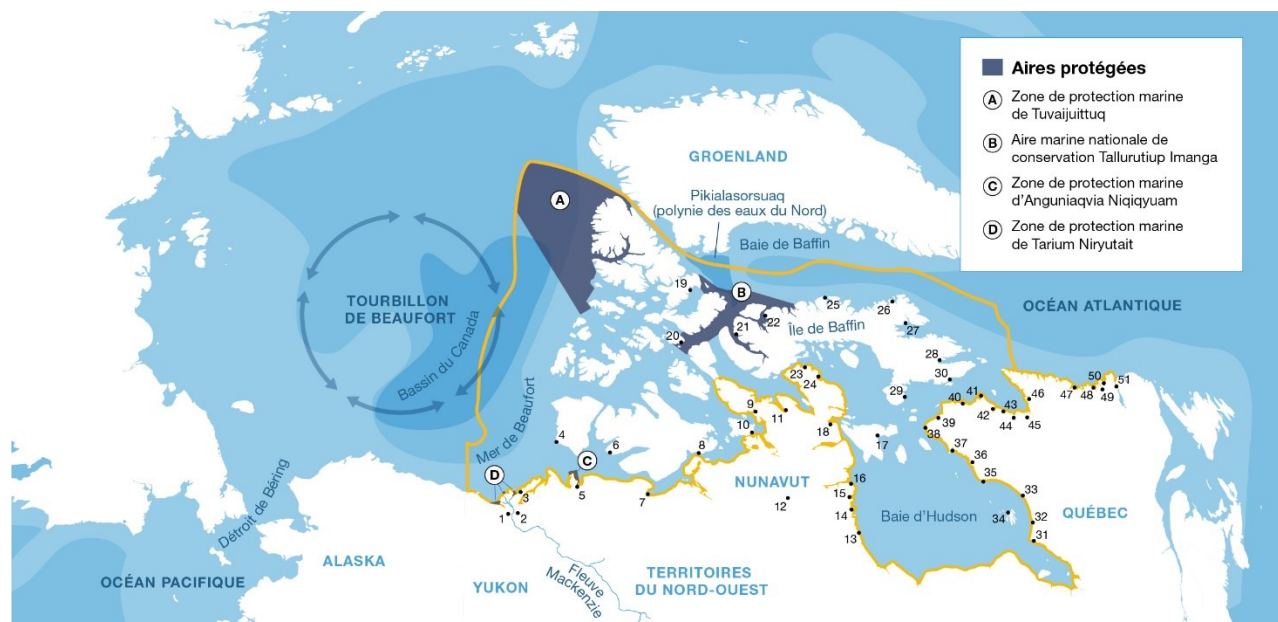 Aires protégées
A Zone de protection marine
de Tuvaijuittuq
B Aire marine nationale de
conservation Tallurutiup Imanga
C Zone de protection marine
d'Anguniaqvia Niqiqyuam
D Zone de protection marine
de Tarium Niryutait
GROENLAND
Pikialasorsuaq
(polynie des eaux du Nord)
Baie de Baffin
A
B
TOURBILLON
DE BEAUFORT
Bassin du Canada
OCÉAN ATLANTIQUE
Île de Baffin
19
20
21
22
25
26
27
28
30
29
23
24
Mer de Beaufort
D
C
4
6
3
5
1
2
7
8
9
10
11
18
17
12
NUNAVUT
16
15
14
13
Baie d'Hudson
38
39
40
41
42
43
44
45
46
47
48
50
49
51
37
36
35
33
34
32
31
QUÉBEC
Détroit de Béring
OCÉAN PACIFIQUE
ALASKA
YUKON
Fleuve
Mackenzie
TERRITOIRES
DU NORD-OUEST